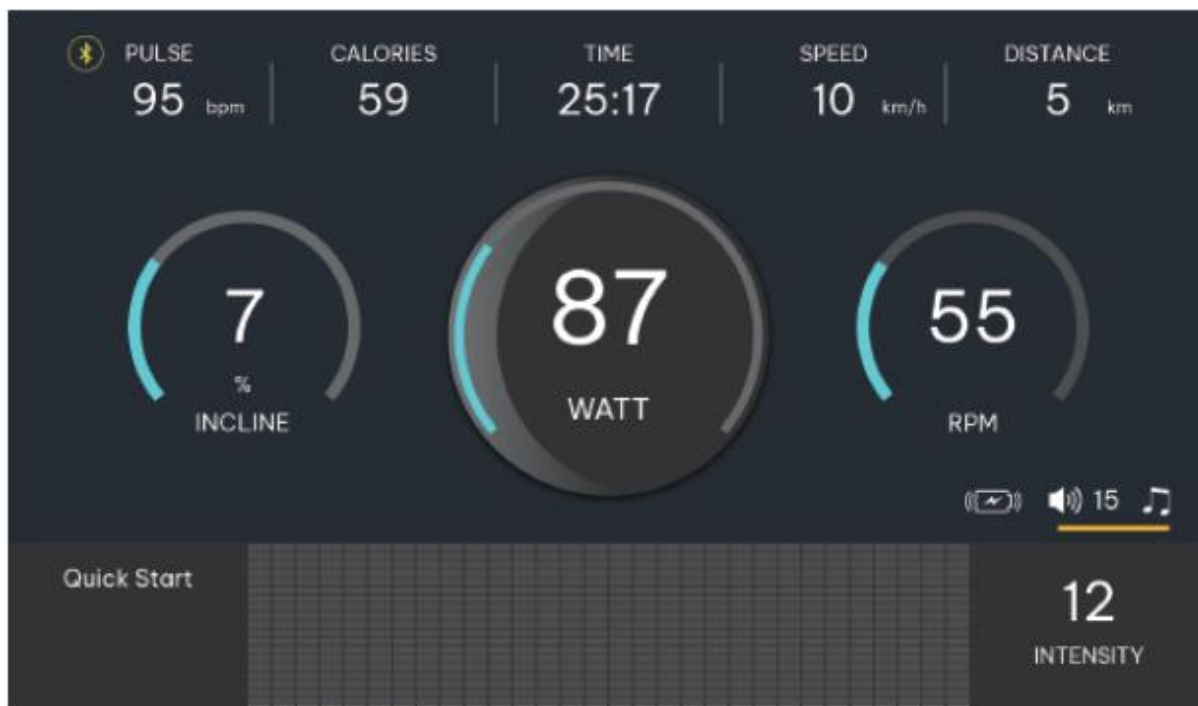 PULSE CALORIES TIME SPEED DISTANCE
95 bpm 59 25:17 10 km/h 5 km
7 87 55
%
INCLINE WATT RPM
15
Quick Start
12
INTENSITY